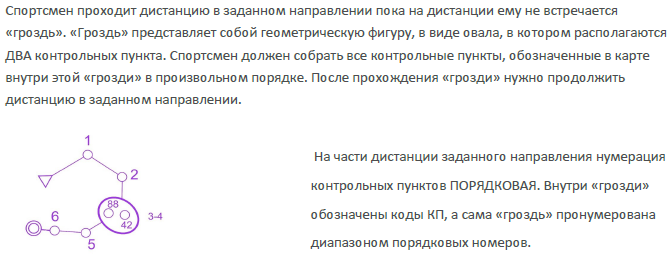 Спортсмен проходит дистанцию в заданном направлении пока на дистанции ему не встречается
«гроздь». «Гроздь» представляет собой геометрическую фигуру, в виде овала, в котором располагаются
ДВА контрольных пункта. Спортсмен должен собрать все контрольные пункты, обозначенные в карте
внутри этой «грозди» в произвольном порядке. После прохождения «грозди» нужно продолжить
дистанцию в заданном направлении.
1
2
88
42
3-4
6
5
На части дистанции заданного направления нумерация
контрольных пунктов ПОРЯДКОВАЯ. Внутри «грозди»
обозначены коды КП, а сама «гроздь» пронумерована
диапазоном порядковых номеров.